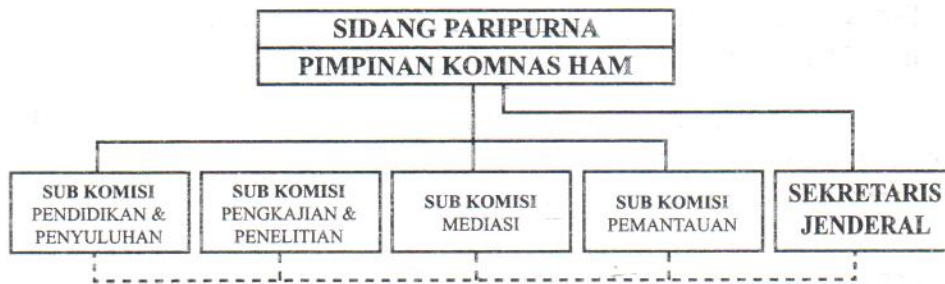 SIDANG PARIPURNA
PIMPINAN KOMNAS HAM
SUB KOMISI
PENDIDIKAN &
PENYULUHAN
SUB KOMISI
PENGKAJIAN &
PENELITIAN
SUB KOMISI
MEDIASI
SUB KOMISI
PEMANTAUAN
SEKRETARIS
JENDERAL